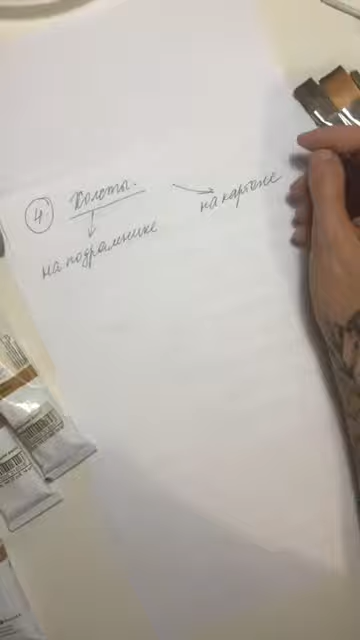 4. Холсты.
на картоне
на подрамнике